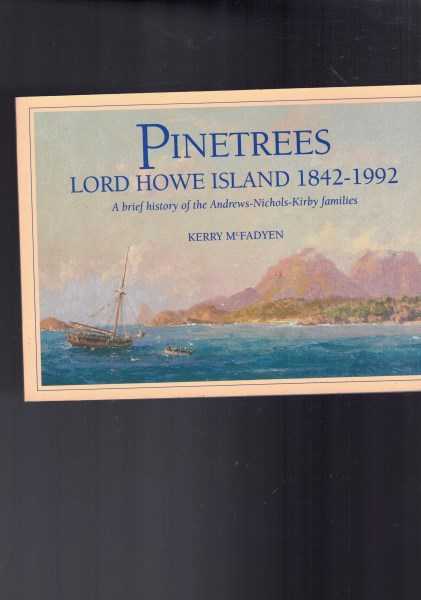 PINETREES
LORD HOWE ISLAND 1842-1992
A brief history of the Andrews-Nichols-Kirby families
KERRY McFADYEN